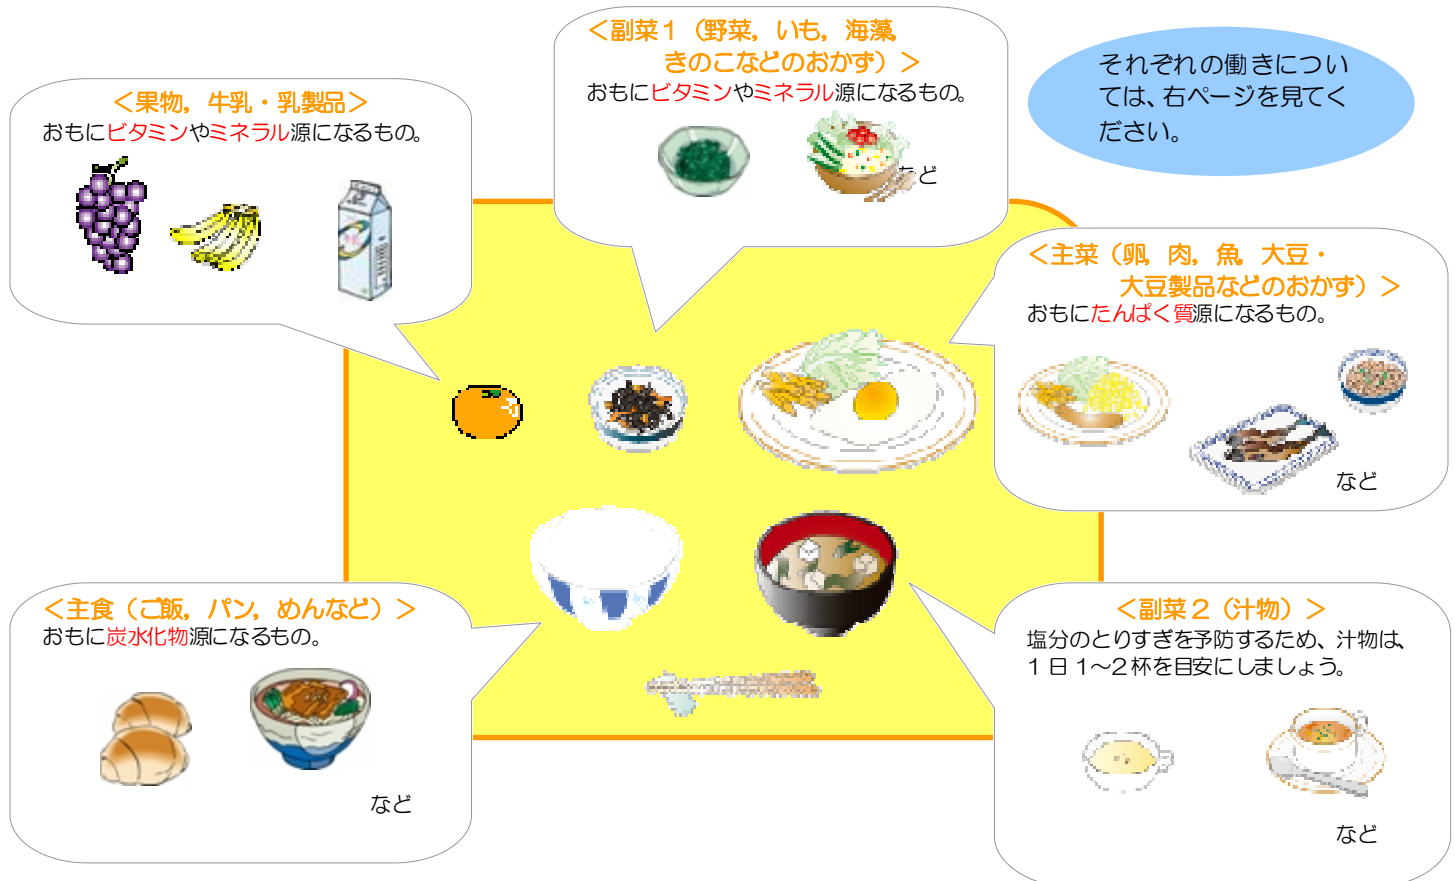 ＜副菜１（野菜，いも，海藻，
きのこなどのおかず）＞
おもにビタミンやミネラル源になるもの。
など
それぞれの働きについ
ては、右ページを見てく
ださい。
＜果物，牛乳・乳製品＞
おもにビタミンやミネラル源になるもの。
＜主菜（卵，肉，魚，大豆・
大豆製品などのおかず）＞
おもにたんぱく質源になるもの。
など
＜主食（ご飯，パン，めんなど）＞
おもに炭水化物源になるもの。
など
＜副菜２（汁物）＞
塩分のとりすぎを予防するため、汁物は、
１日１～２杯を目安にしましょう。
など